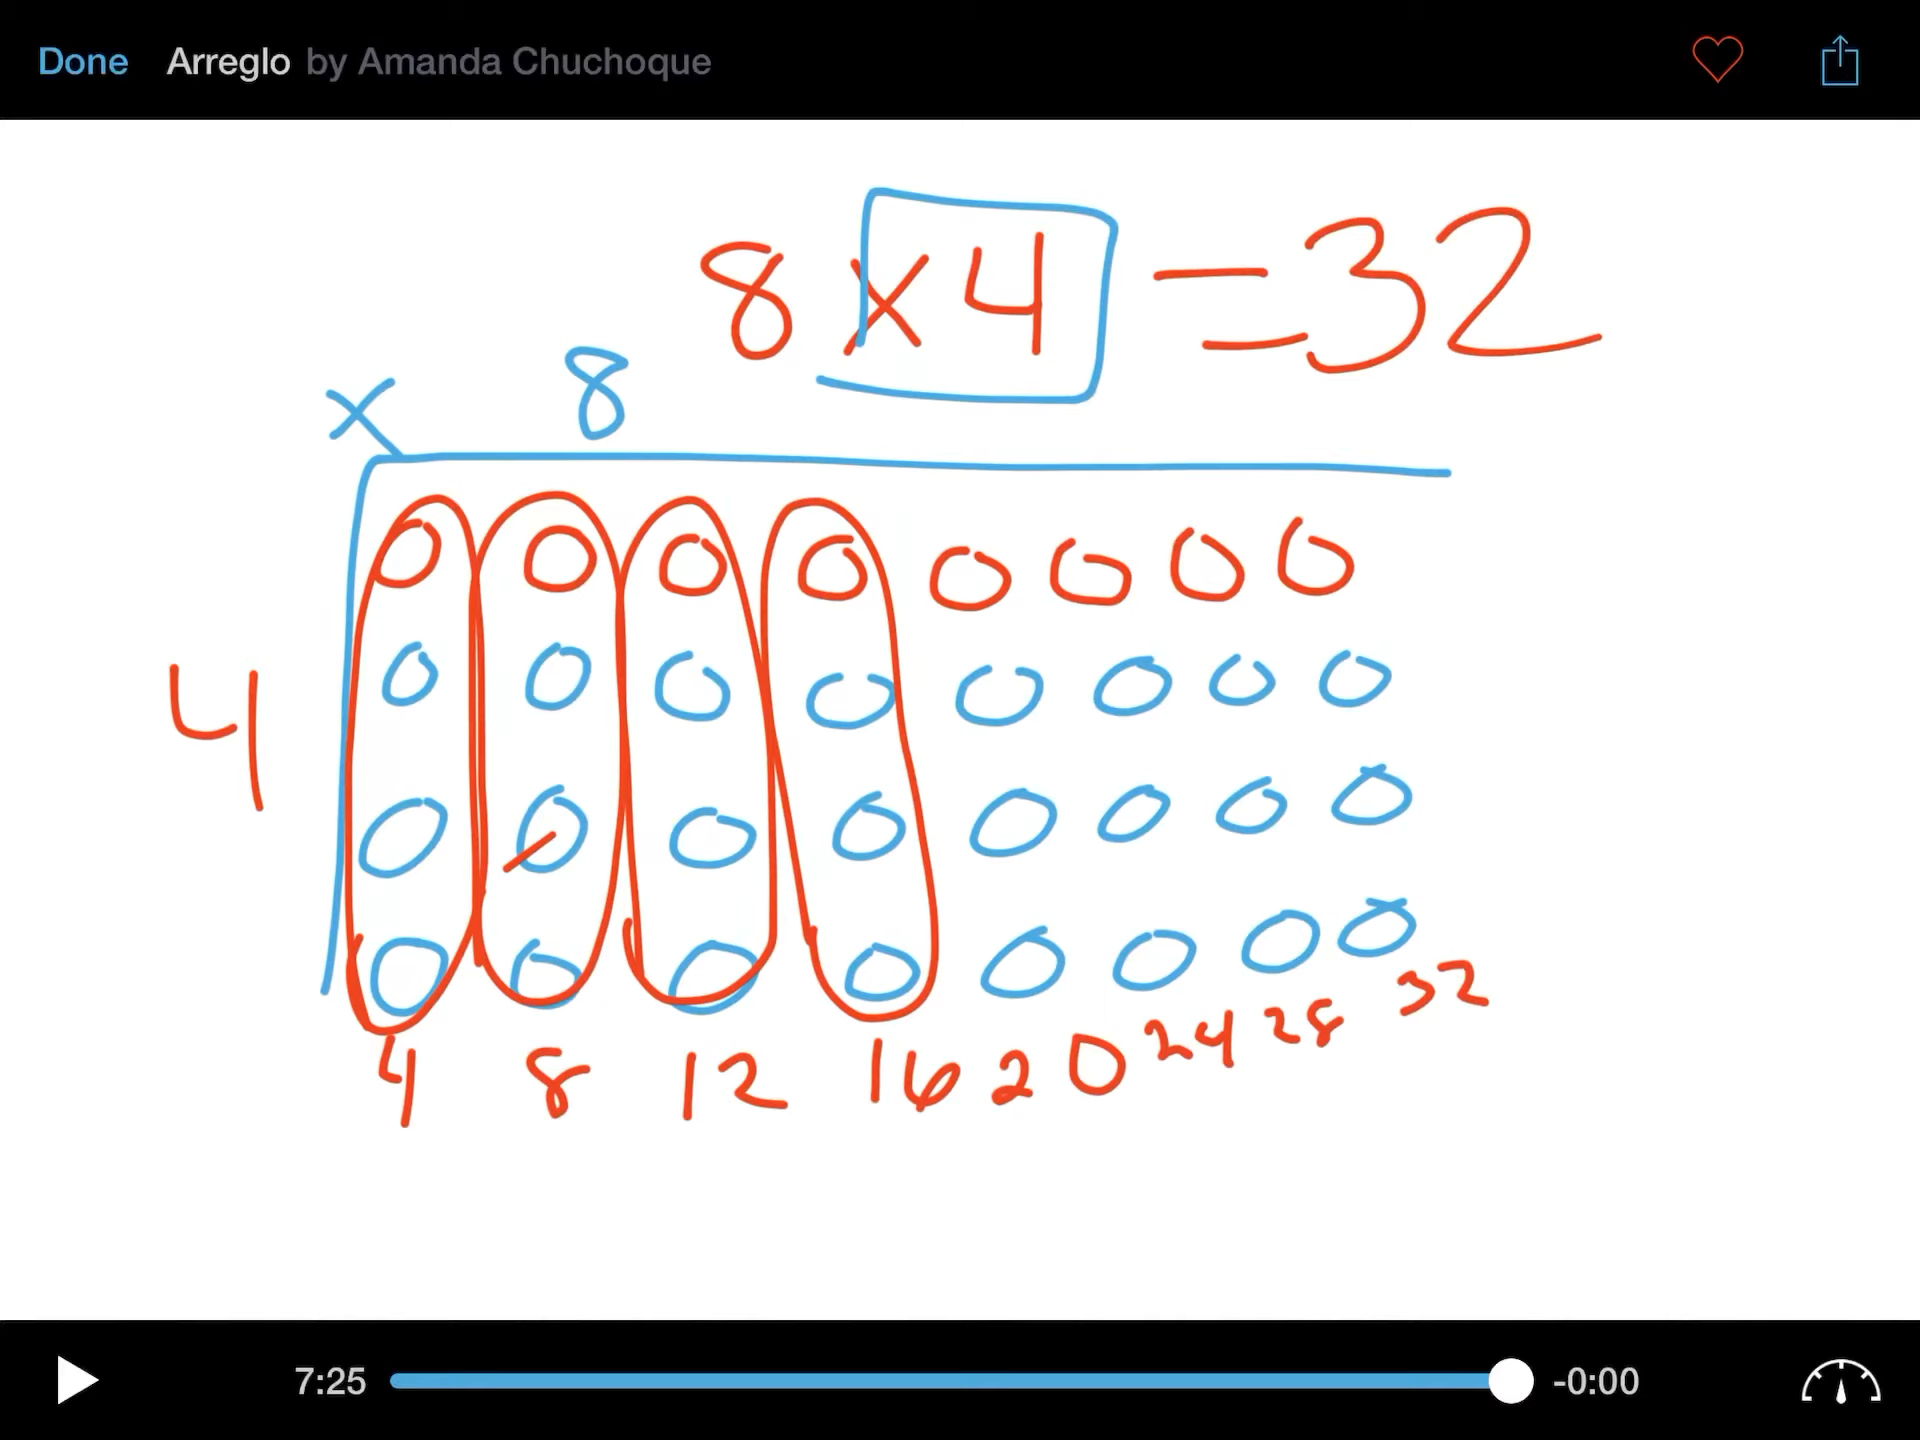 Done Arreglo by Amanda Chuchoque
8 x 4 = 32
x 8
4
4 8 12 16 20 24 28 32
7:25 -0:00